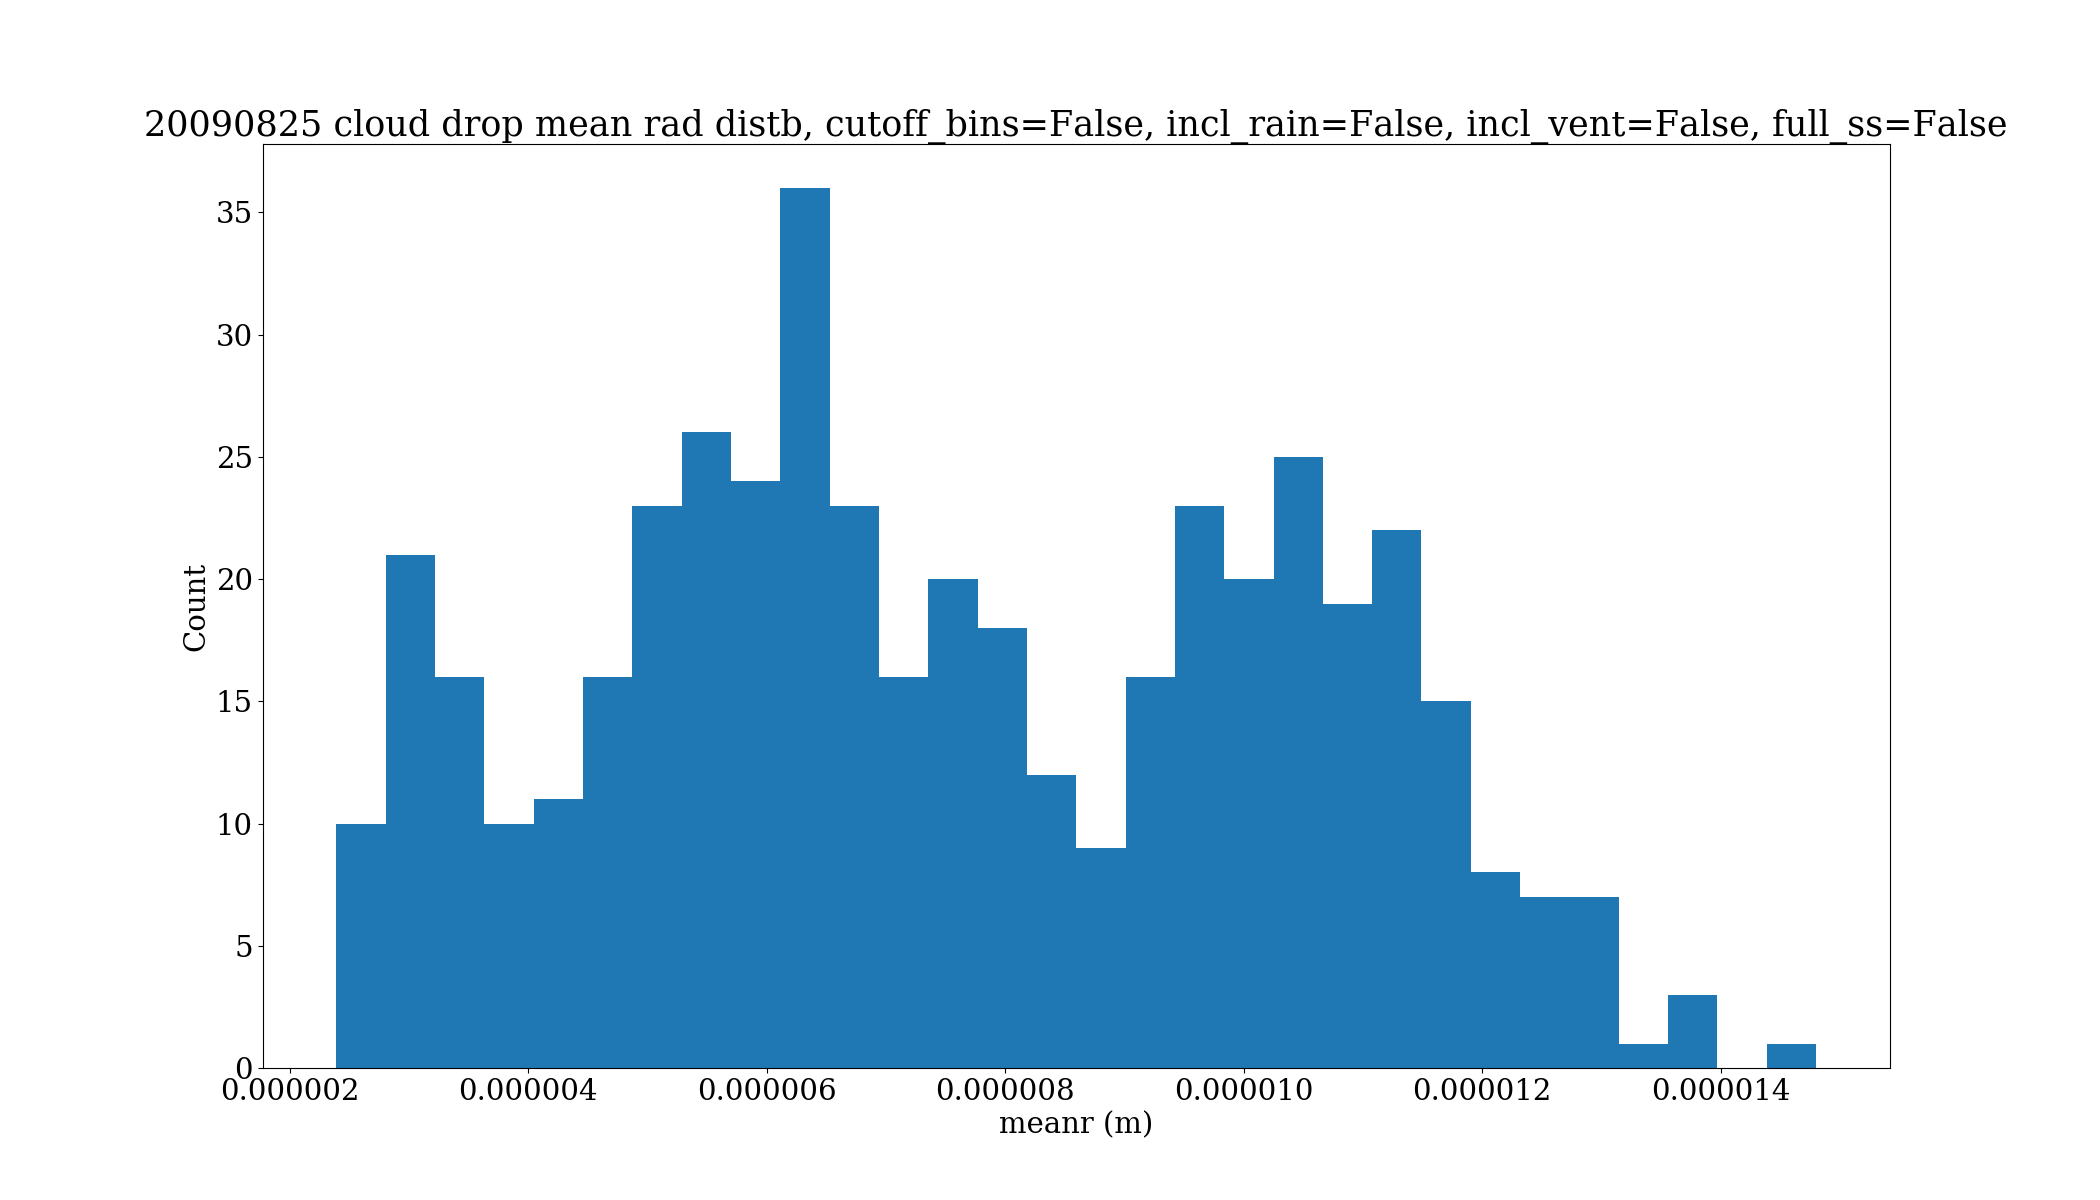 20090825 cloud drop mean rad distb, cutoff_bins=False, incl_rain=False, incl_vent=False, full_ss=False
35
30
25
20
15
10
5
0
Count
0.000002 0.000004 0.000006 0.000008 0.000010 0.000012 0.000014
meanr (m)